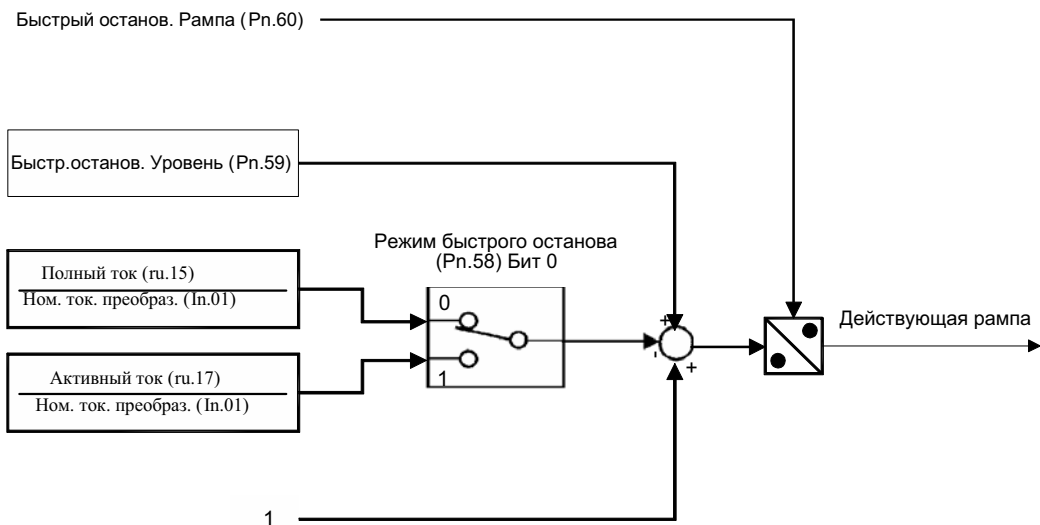 Быстрый останов. Рампа (Pn.60)
Быстр.останов. Уровень (Pn.59)
Режим быстрого останова
(Pn.58) Бит 0
Полный ток (ru.15)
Ном. ток. преобраз. (In.01)
0
1
Активный ток (ru.17)
Ном. ток. преобраз. (In.01)
+
-
+
Действующая рампа
1